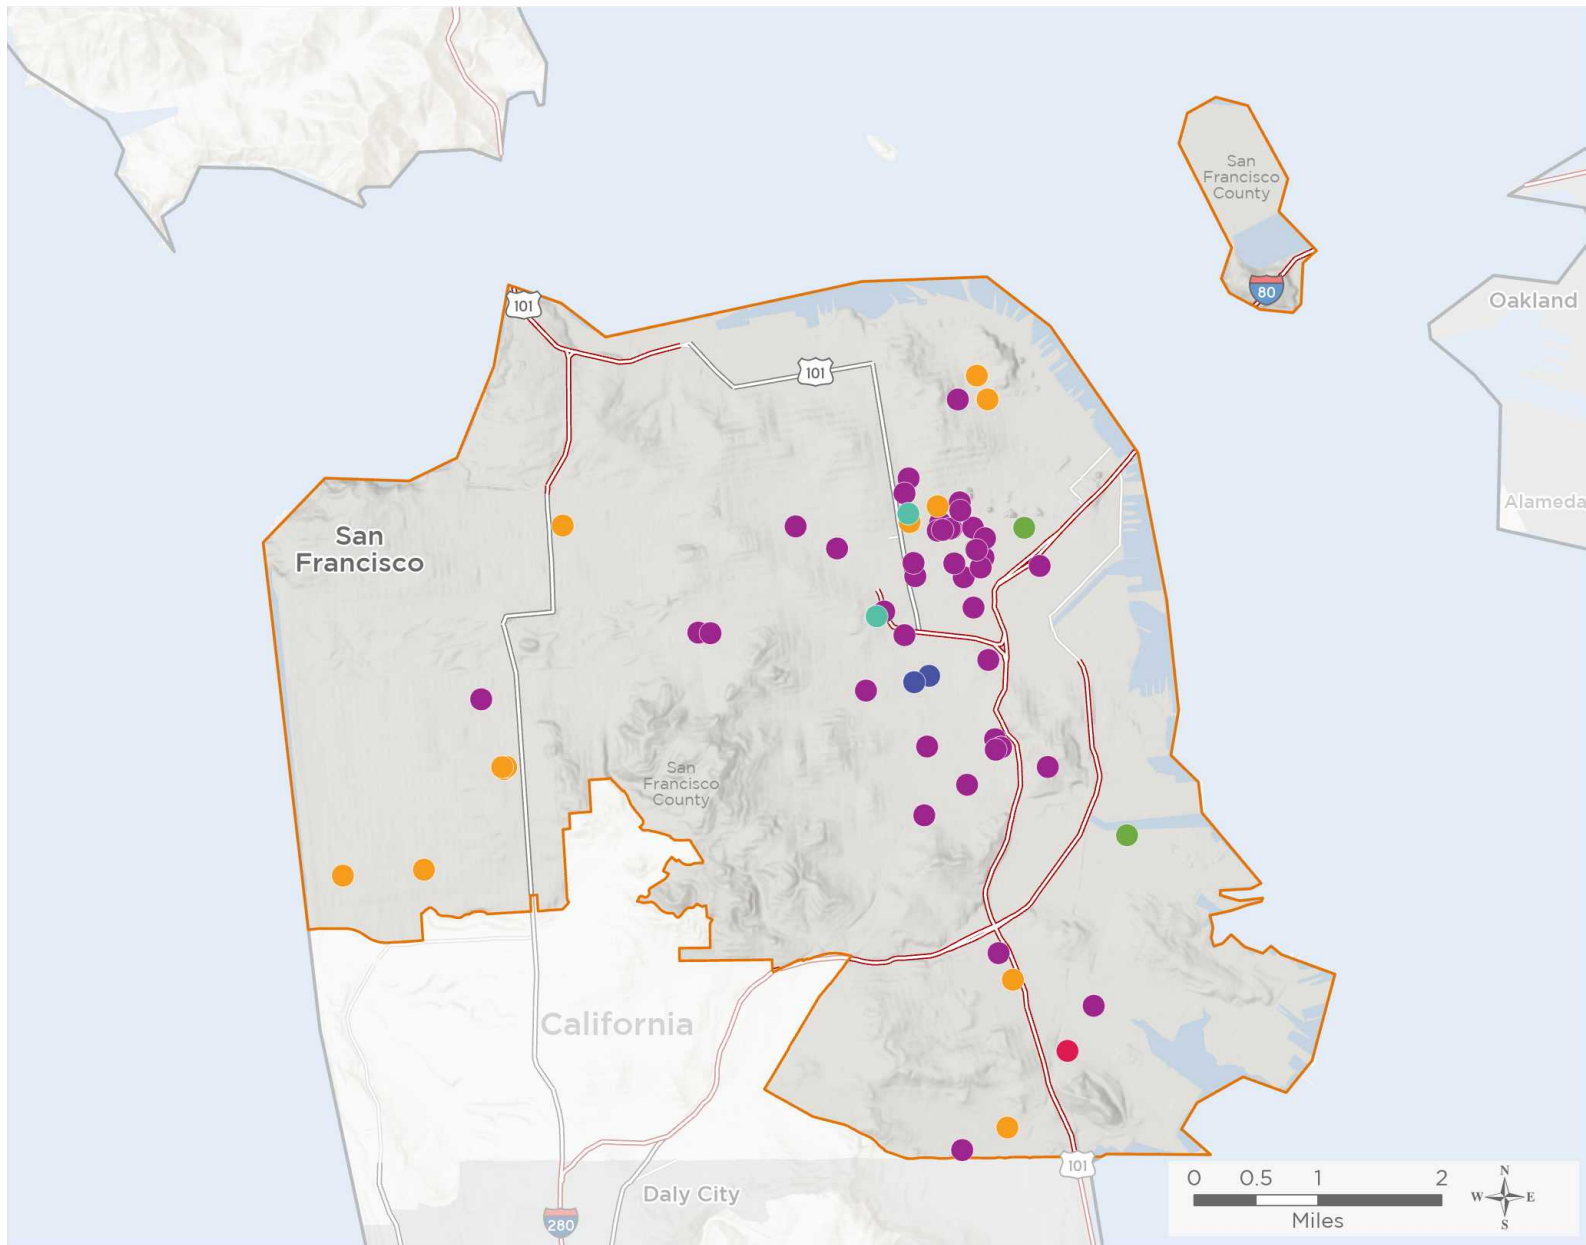 San
Francisco
County
80
Oakland
101
101
Alameda
San
Francisco
San
Francisco
County
California
101
Daly City
280
0 0.5 1 2
Miles
N
W E
S